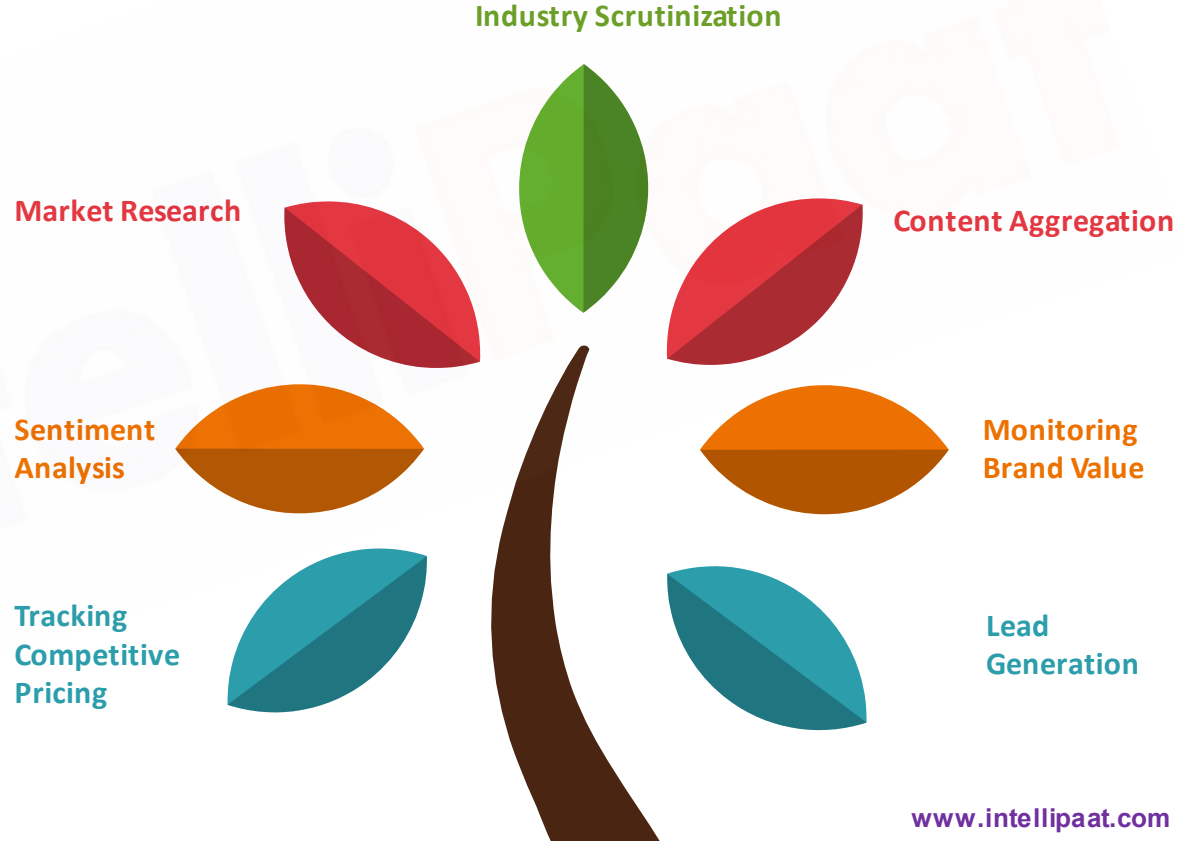 Industry Scrutinization
Market Research
Content Aggregation
Sentiment
Analysis
Monitoring
Brand Value
Tracking
Competitive
Pricing
Lead
Generation
www.intellipaat.com